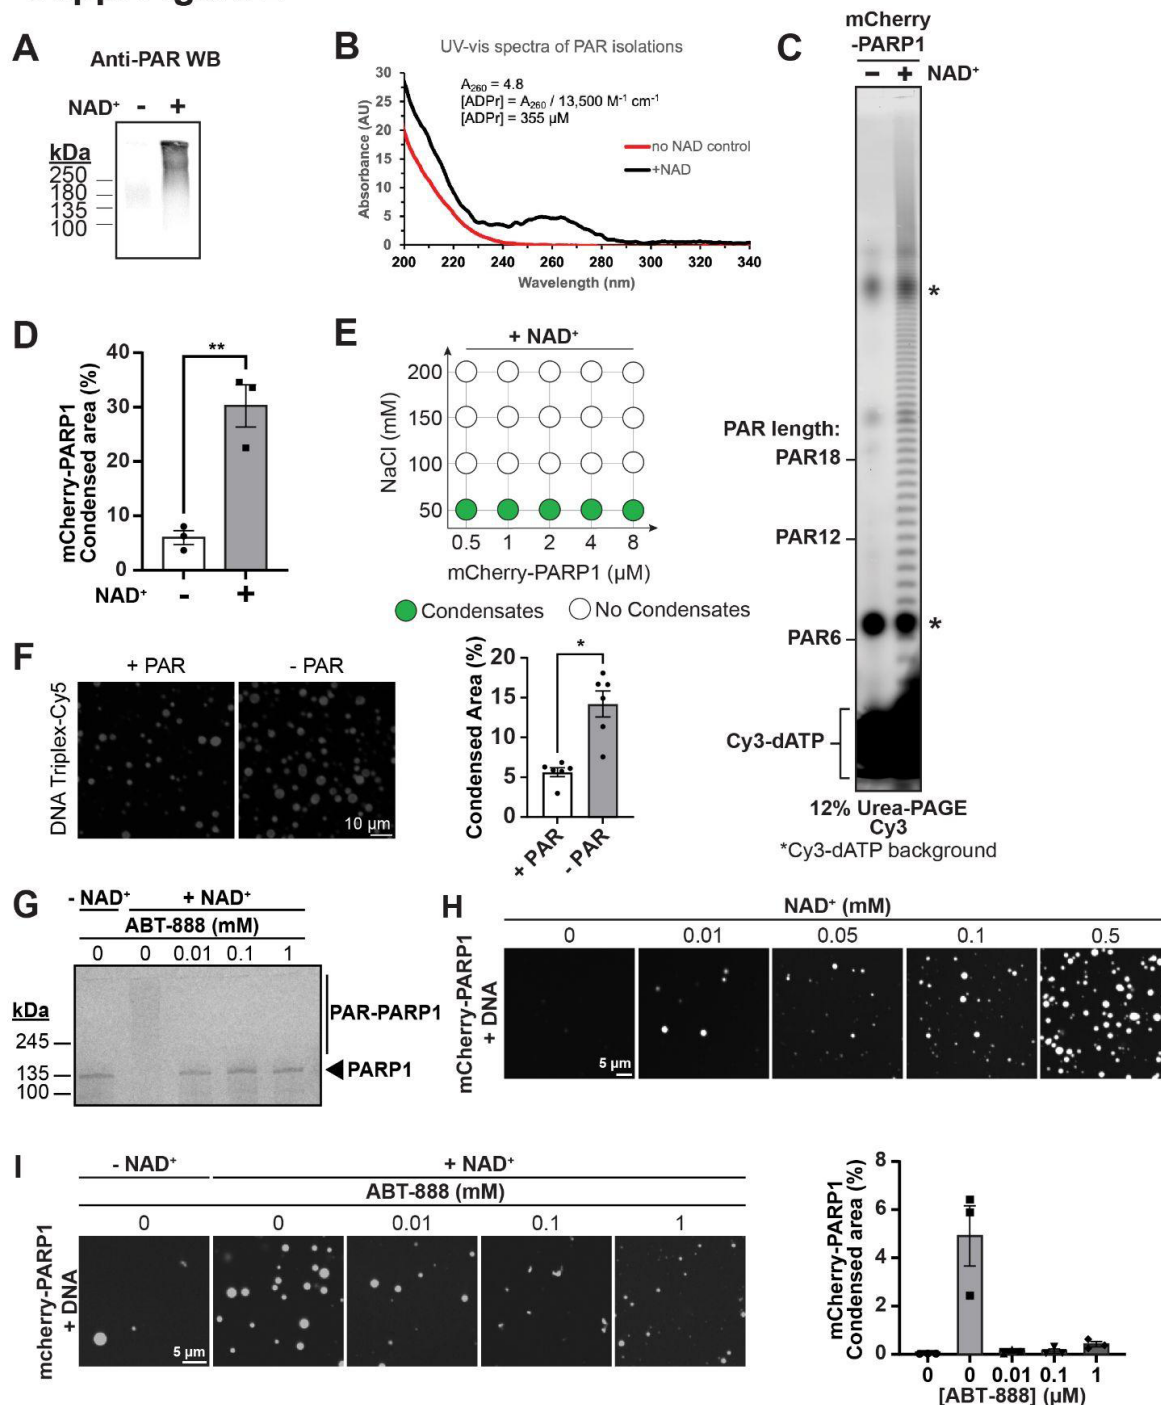 A
Anti-PAR WB
NAD⁺ - +
kDa
250
180
135
100
B
UV-vis spectra of PAR isolations
A₂₆₀ = 4.8
[ADPr] = A₂₆₀ / 13,500 M⁻¹ cm⁻¹
[ADPr] = 355 µM
no NAD control
+NAD
Absorbance (AU)
30
25
20
15
10
5
0
200 220 240 260 280 300 320 340
Wavelength (nm)
C
mCherry
-PARP1
- + NAD⁺
*
PAR length:
PAR18
PAR12
PAR6
*
Cy3-dATP
12% Urea-PAGE
Cy3
*Cy3-dATP background
D
mCherry-PARP1
Condensed area (%)
40
30
20
10
0
**
NAD⁺ - +
E
+ NAD⁺
NaCl (mM)
200
150
100
50
0.5 1 2 4 8
mCherry-PARP1 (µM)
Condensates No Condensates
F
+ PAR - PAR
DNA Triplex-Cy5
10 µm
Condensed Area (%)
20
15
10
5
0
*
+ PAR - PAR
G
- NAD⁺ + NAD⁺
ABT-888 (mM)
0 0 0.01 0.1 1
kDa
245
135
100
PAR-PARP1
PARP1
H
NAD⁺ (mM)
0 0.01 0.05 0.1 0.5
mCherry-PARP1
+ DNA
5 µm
I
- NAD⁺ + NAD⁺
ABT-888 (mM)
0 0 0.01 0.1 1
mcherry-PARP1
+ DNA
5 µm
mCherry-PARP1
Condensed area (%)
8
6
4
2
0
0 0 0.01 0.1 1
[ABT-888] (µM)